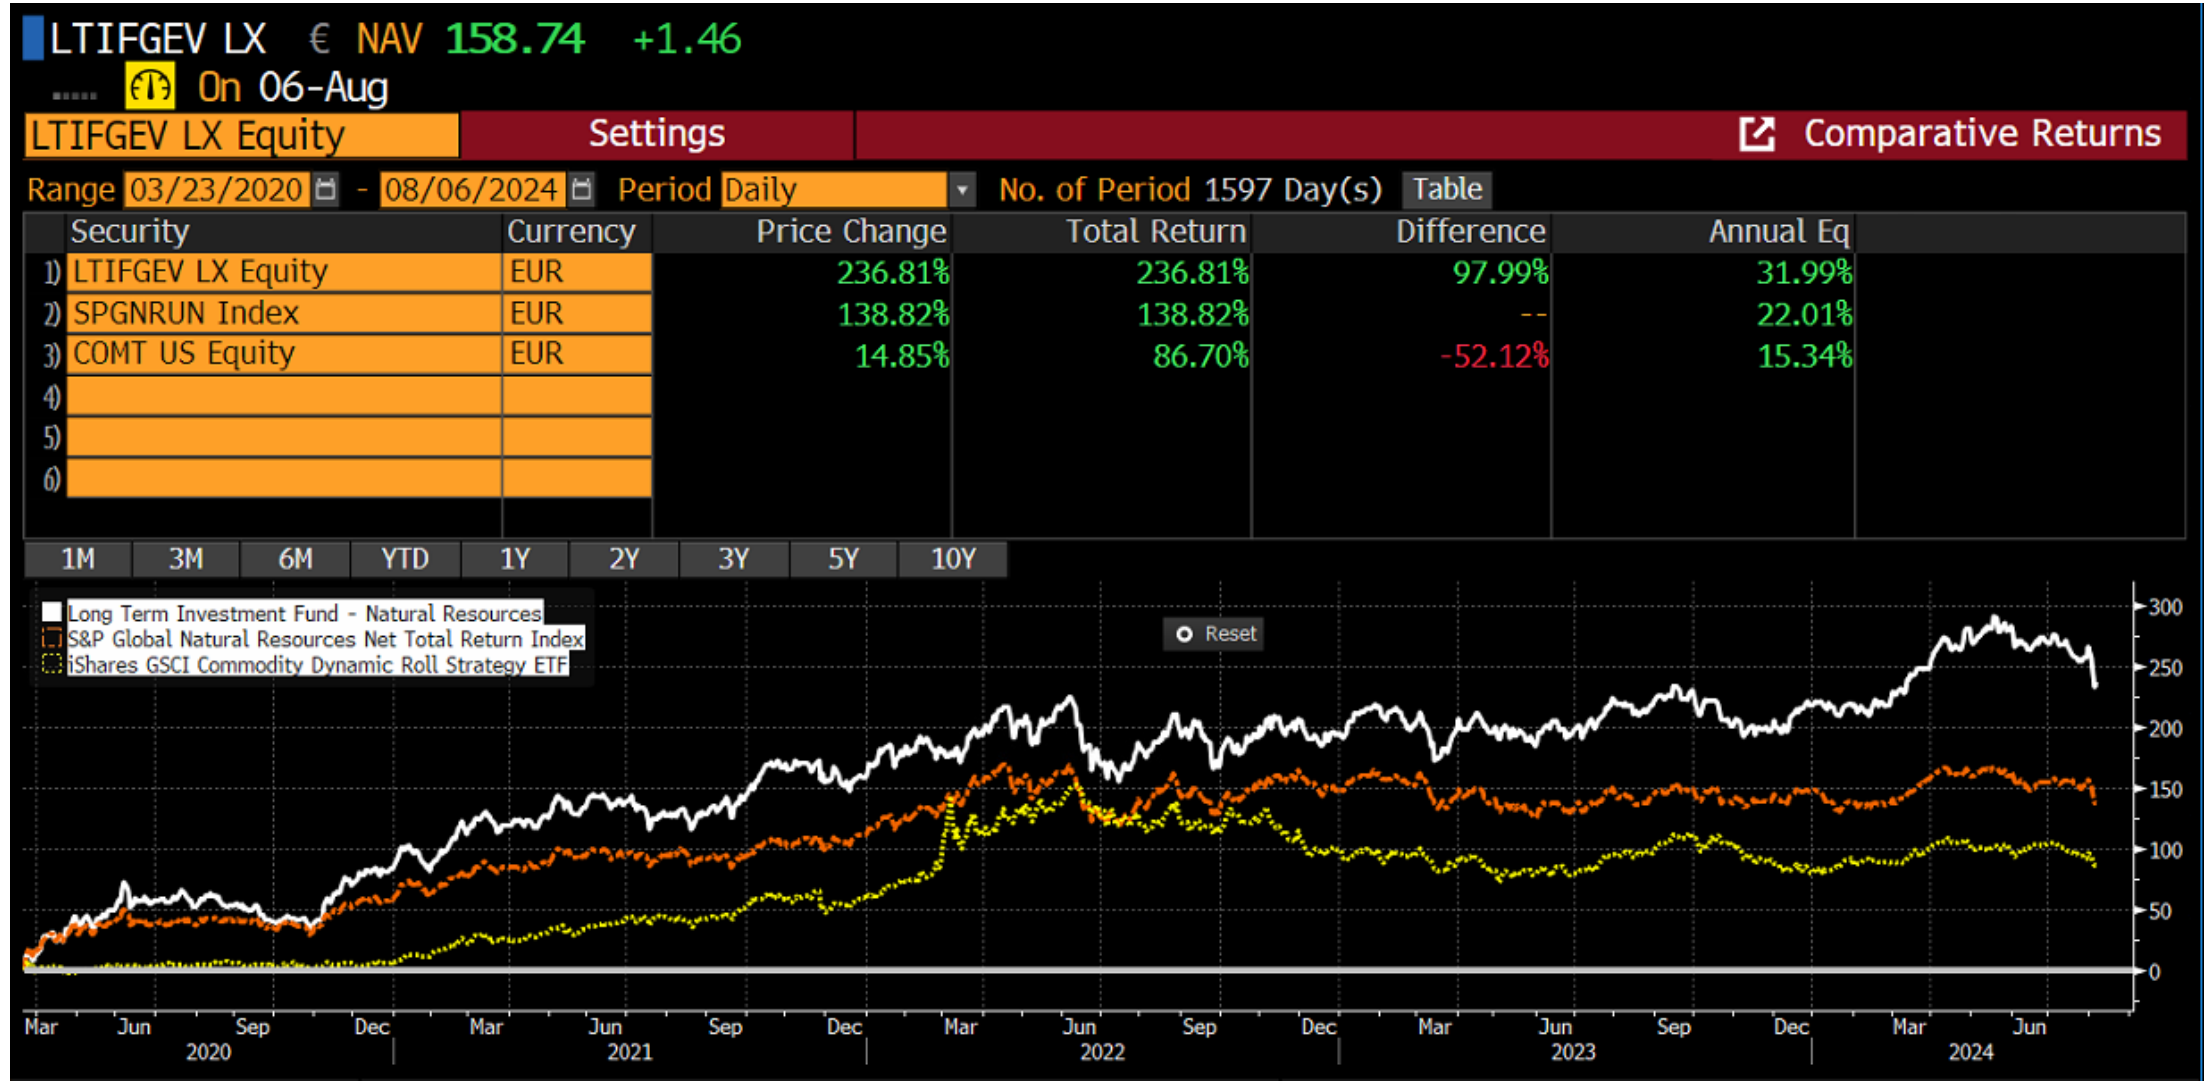 LTIFGEV LX € NAV 158.74 +1.46
On 06-Aug
LTIFGEV LX Equity Settings Comparative Returns
Range 03/23/2020 - 08/06/2024 Period Daily No. of Period 1597 Day(s) Table
Security Currency Price Change Total Return Difference Annual Eq
1) LTIFGEV LX Equity EUR 236.81% 236.81% 97.99% 31.99%
2) SPGNRUN Index EUR 138.82% 138.82% -- 22.01%
3) COMT US Equity EUR 14.85% 86.70% -52.12% 15.34%
4)
5)
6)
1M 3M 6M YTD 1Y 2Y 3Y 5Y 10Y
Long Term Investment Fund - Natural Resources
S&P Global Natural Resources Net Total Return Index
iShares GSCI Commodity Dynamic Roll Strategy ETF
Reset
300
250
200
150
100
50
0
Mar Jun Sep Dec Mar Jun Sep Dec Mar Jun Sep Dec Mar Jun Sep Dec Mar Jun
2020 2021 2022 2023 2024